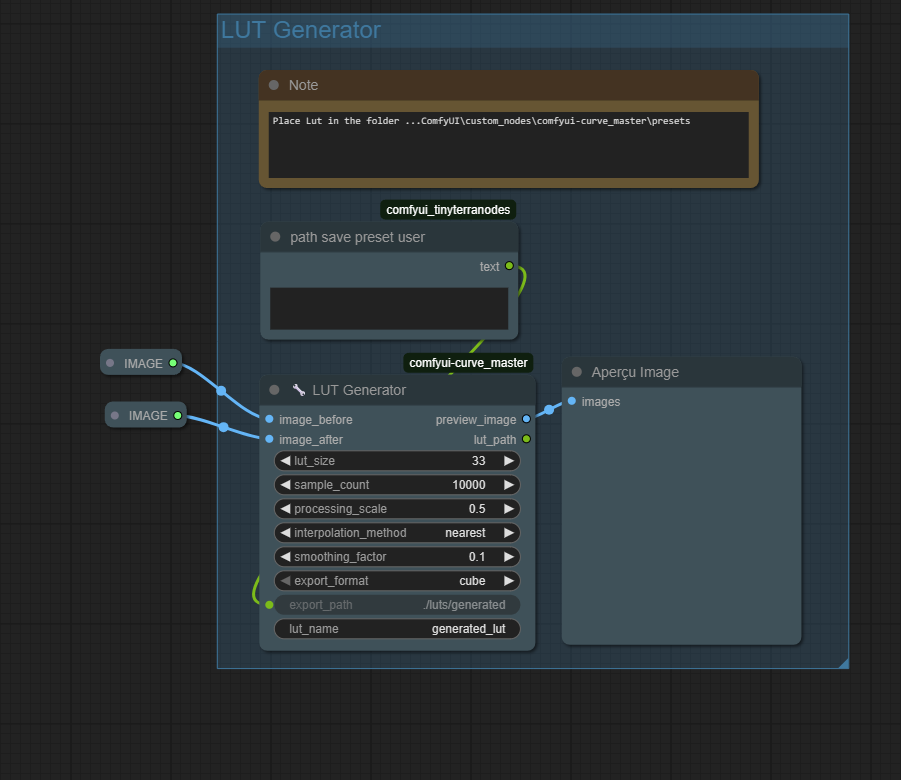 LUT Generator
Note
Place Lut in the folder ...ComfyUI\custom_nodes\comfyui-curve_master\presets
comfyui_tinyterranodes
path save preset user
text
comfyui-curve_master
IMAGE
IMAGE
🔧 LUT Generator
image_before preview_image
image_after lut_path
lut_size 33
sample_count 10000
processing_scale 0.5
interpolation_method nearest
smoothing_factor 0.1
export_format cube
export_path ./luts/generated
lut_name generated_lut
Aperçu Image
images